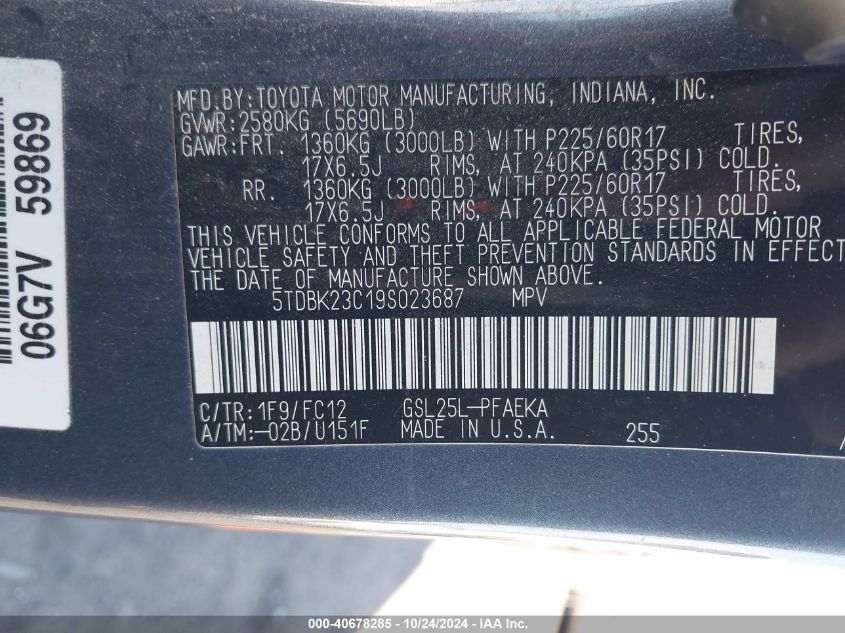 MFD.BY:TOYOTA MOTOR MANUFACTURING, INDIANA, INC.
GVWR:2580KG (5690LB)
GAWR:FRT. 1360KG (3000LB) WITH P225/60R17 TIRES,
17X6.5J RIMS, AT 240KPA (35PSI) COLD.
RR. 1360KG (3000LB) WITH P225/60R17 TIRES,
17X6.5J RIMS, AT 240KPA (35PSI) COLD.
THIS VEHICLE CONFORMS TO ALL APPLICABLE FEDERAL MOTOR
VEHICLE SAFETY AND THEFT PREVENTION STANDARDS IN EFFECT
THE DATE OF MANUFACTURE SHOWN ABOVE.
5TDBK23C19S023687 MPV
C/TR:1F9/FC12 GSL25L-PFAEKA
A/TM:-02B/U151F MADE IN U.S.A. 255
06G7V 59869
000-40678285 - 10/24/2024 - IAA Inc.